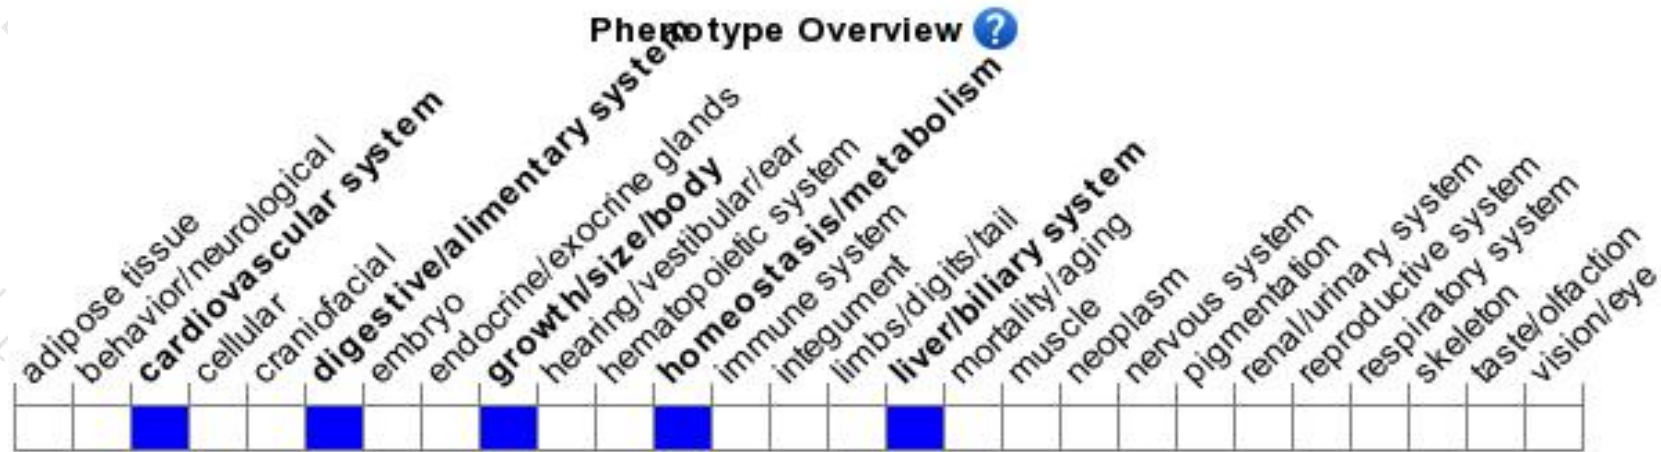 Phenotype Overview ?
adipose tissue
behavior/neurological
cardiovascular system
cellular
craniofacial
digestive/alimentary system
embryo
endocrine/exocrine glands
growth/size/body
hearing/vestibular/ear
hematopoietic system
homeostasis/metabolism
immune system
integument
limbs/digits/tail
liver/biliary system
mortality/aging
muscle
neoplasm
nervous system
pigmentation
renal/urinary system
reproductive system
respiratory system
skeleton
taste/olfaction
vision/eye